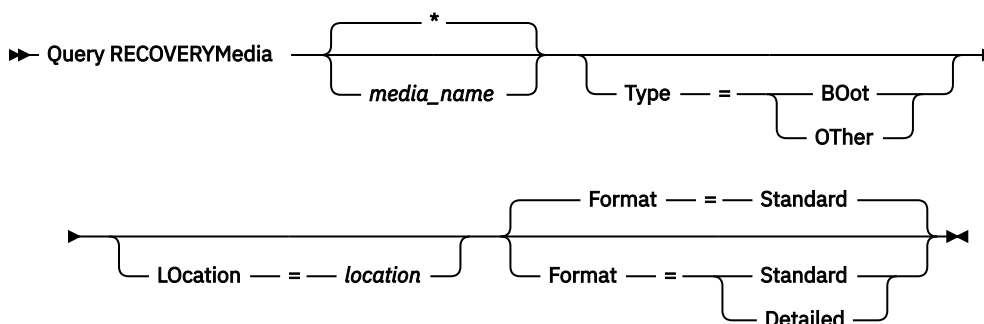 *
Query RECOVERYMedia
media_name
Type = BOot
OTher
Format = Standard
LOcation = location
Format = Standard
Detailed